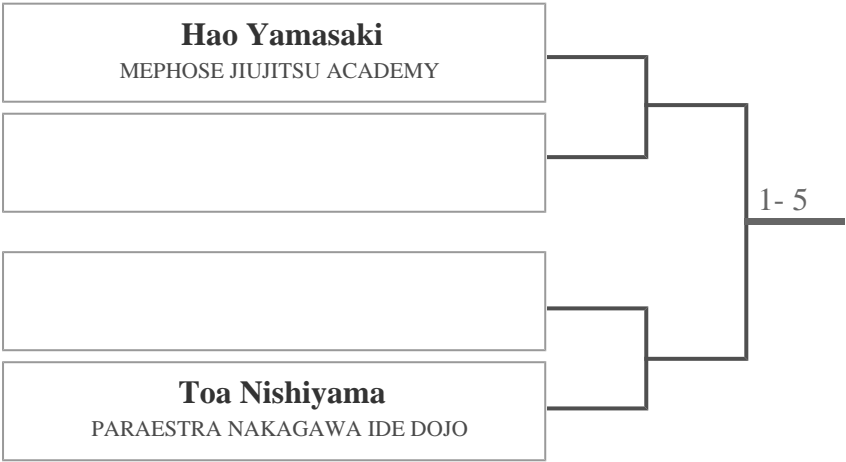 Hao Yamasaki
MEPHOSE JIUJITSU ACADEMY
1- 5
Toa Nishiyama
PARAESTRA NAKAGAWA IDE DOJO